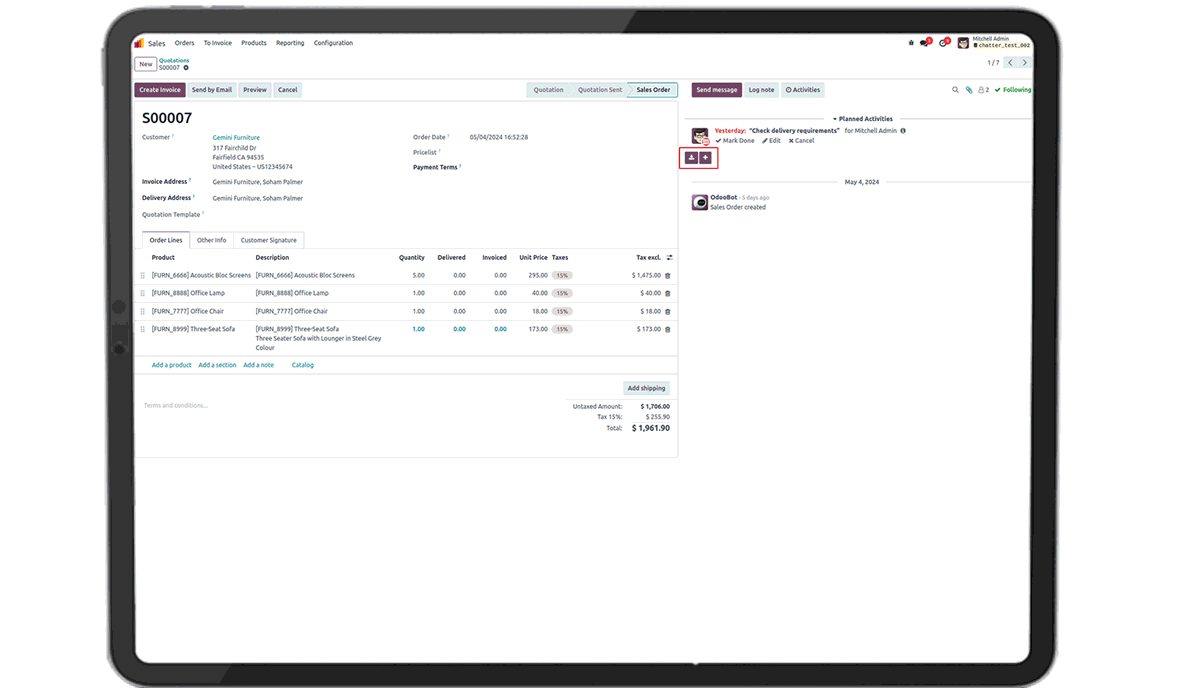 Sales Orders To Invoice Products Reporting Configuration
Mitchell Admin
chatter_test_002
New Quotations
S00007
1 / 7
Create Invoice Send by Email Preview Cancel
Quotation Quotation Sent Sales Order
Send message Log note Activities
2 Following
S00007
Customer ? Gemini Furniture
317 Fairchild Dr
Fairfield CA 94535
United States – US12345674
Invoice Address ? Gemini Furniture, Soham Palmer
Delivery Address ? Gemini Furniture, Soham Palmer
Quotation Template ?
Order Date ? 05/04/2024 16:52:28
Pricelist ?
Payment Terms ?
Planned Activities
Yesterday: "Check delivery requirements" for Mitchell Admin
Mark Done Edit Cancel
May 4, 2024
OdooBot - 5 days ago
Sales Order created
Order Lines Other Info Customer Signature
Product Description Quantity Delivered Invoiced Unit Price Taxes Tax excl.
[FURN_6666] Acoustic Bloc Screens [FURN_6666] Acoustic Bloc Screens 5.00 0.00 0.00 295.00 15% $ 1,475.00
[FURN_8888] Office Lamp [FURN_8888] Office Lamp 1.00 0.00 0.00 40.00 15% $ 40.00
[FURN_7777] Office Chair [FURN_7777] Office Chair 1.00 0.00 0.00 18.00 15% $ 18.00
[FURN_8999] Three-Seat Sofa [FURN_8999] Three-Seat Sofa 1.00 0.00 0.00 173.00 15% $ 173.00
Three Seater Sofa with Lounger in Steel Grey
Colour
Add a product Add a section Add a note Catalog
Add shipping
Terms and conditions...
Untaxed Amount: $ 1,706.00
Tax 15%: $ 255.90
Total: $ 1,961.90